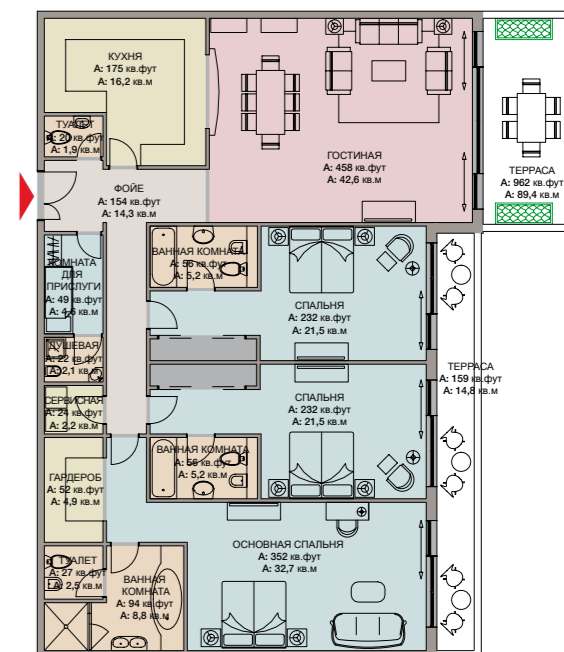 КУХНЯ
A: 175 кв.фут
A: 16,2 кв.м
ТУАЛЕТ
A: 20 кв.фут
A: 1,9 кв.м
ГОСТИНАЯ
A: 458 кв.фут
A: 42,6 кв.м
ТЕРРАСА
A: 962 кв.фут
A: 89,4 кв.м
ФОЙЕ
A: 154 кв.фут
A: 14,3 кв.м
ВАННАЯ КОМНАТА
A: 56 кв.фут
A: 5,2 кв.м
КОМНАТА
ДЛЯ
ПРИСЛУГИ
A: 49 кв.фут
A: 4,6 кв.м
СПАЛЬНЯ
A: 232 кв.фут
A: 21,5 кв.м
ДУШЕВАЯ
A: 22 кв.фут
A: 2,1 кв.м
ТЕРРАСА
A: 159 кв.фут
A: 14,8 кв.м
СЕРВИСНАЯ
A: 24 кв.фут
A: 2,2 кв.м
СПАЛЬНЯ
A: 232 кв.фут
A: 21,5 кв.м
ВАННАЯ КОМНАТА
A: 56 кв.фут
A: 5,2 кв.м
ГАРДЕРОБ
A: 52 кв.фут
A: 4,9 кв.м
ОСНОВНАЯ СПАЛЬНЯ
A: 352 кв.фут
A: 32,7 кв.м
ТУАЛЕТ
A: 27 кв.фут
A: 2,5 кв.м
ВАННАЯ
КОМНАТА
A: 94 кв.фут
A: 8,8 кв.м